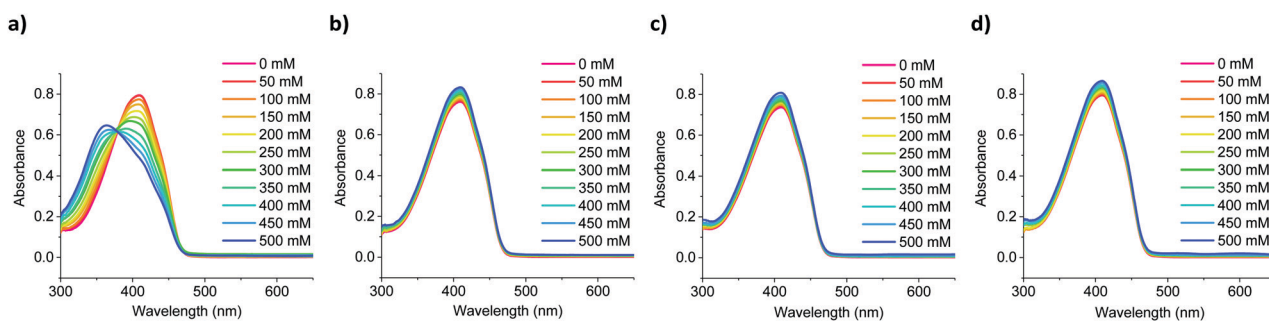 a)
Absorbance
0.8
0.6
0.4
0.2
0.0
300 400 500 600
Wavelength (nm)
0 mM
50 mM
100 mM
150 mM
200 mM
250 mM
300 mM
350 mM
400 mM
450 mM
500 mM
b)
Absorbance
0.8
0.6
0.4
0.2
0.0
300 400 500 600
Wavelength (nm)
0 mM
50 mM
100 mM
150 mM
200 mM
250 mM
300 mM
350 mM
400 mM
450 mM
500 mM
c)
Absorbance
0.8
0.6
0.4
0.2
0.0
300 400 500 600
Wavelength (nm)
0 mM
50 mM
100 mM
150 mM
200 mM
250 mM
300 mM
350 mM
400 mM
450 mM
500 mM
d)
Absorbance
0.8
0.6
0.4
0.2
0.0
300 400 500 600
Wavelength (nm)
0 mM
50 mM
100 mM
150 mM
200 mM
250 mM
300 mM
350 mM
400 mM
450 mM
500 mM